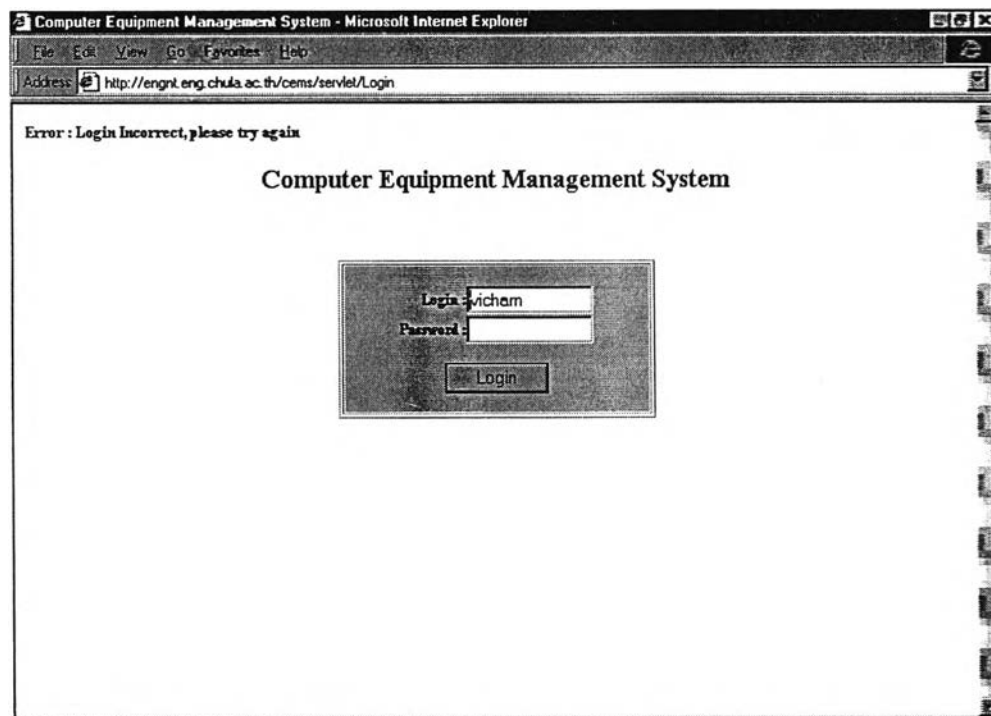 Computer Equipment Management System - Microsoft Internet Explorer
File Edit View Go Favorites Help
Address http://engnt.eng.chula.ac.th/cems/servlet/Login
Error : Login Incorrect, please try again
Computer Equipment Management System
Login : vicharn
Password :
Login